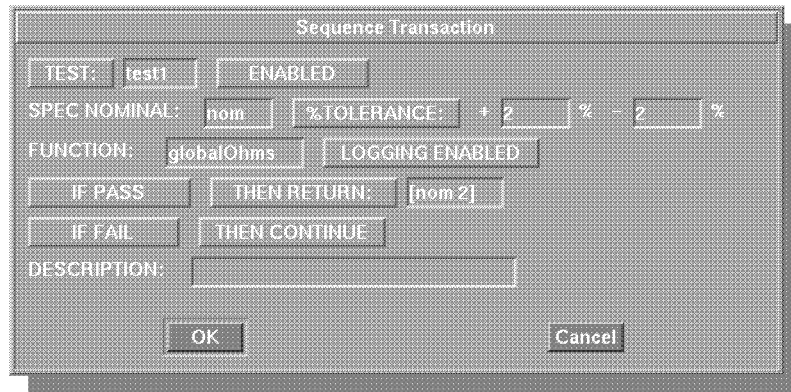 Sequence Transaction
TEST: test1 ENABLED
SPEC NOMINAL: nom %TOLERANCE: + 2 % - 2 %
FUNCTION: globalOhms LOGGING ENABLED
IF PASS THEN RETURN: [nom 2]
IF FAIL THEN CONTINUE
DESCRIPTION:
OK Cancel